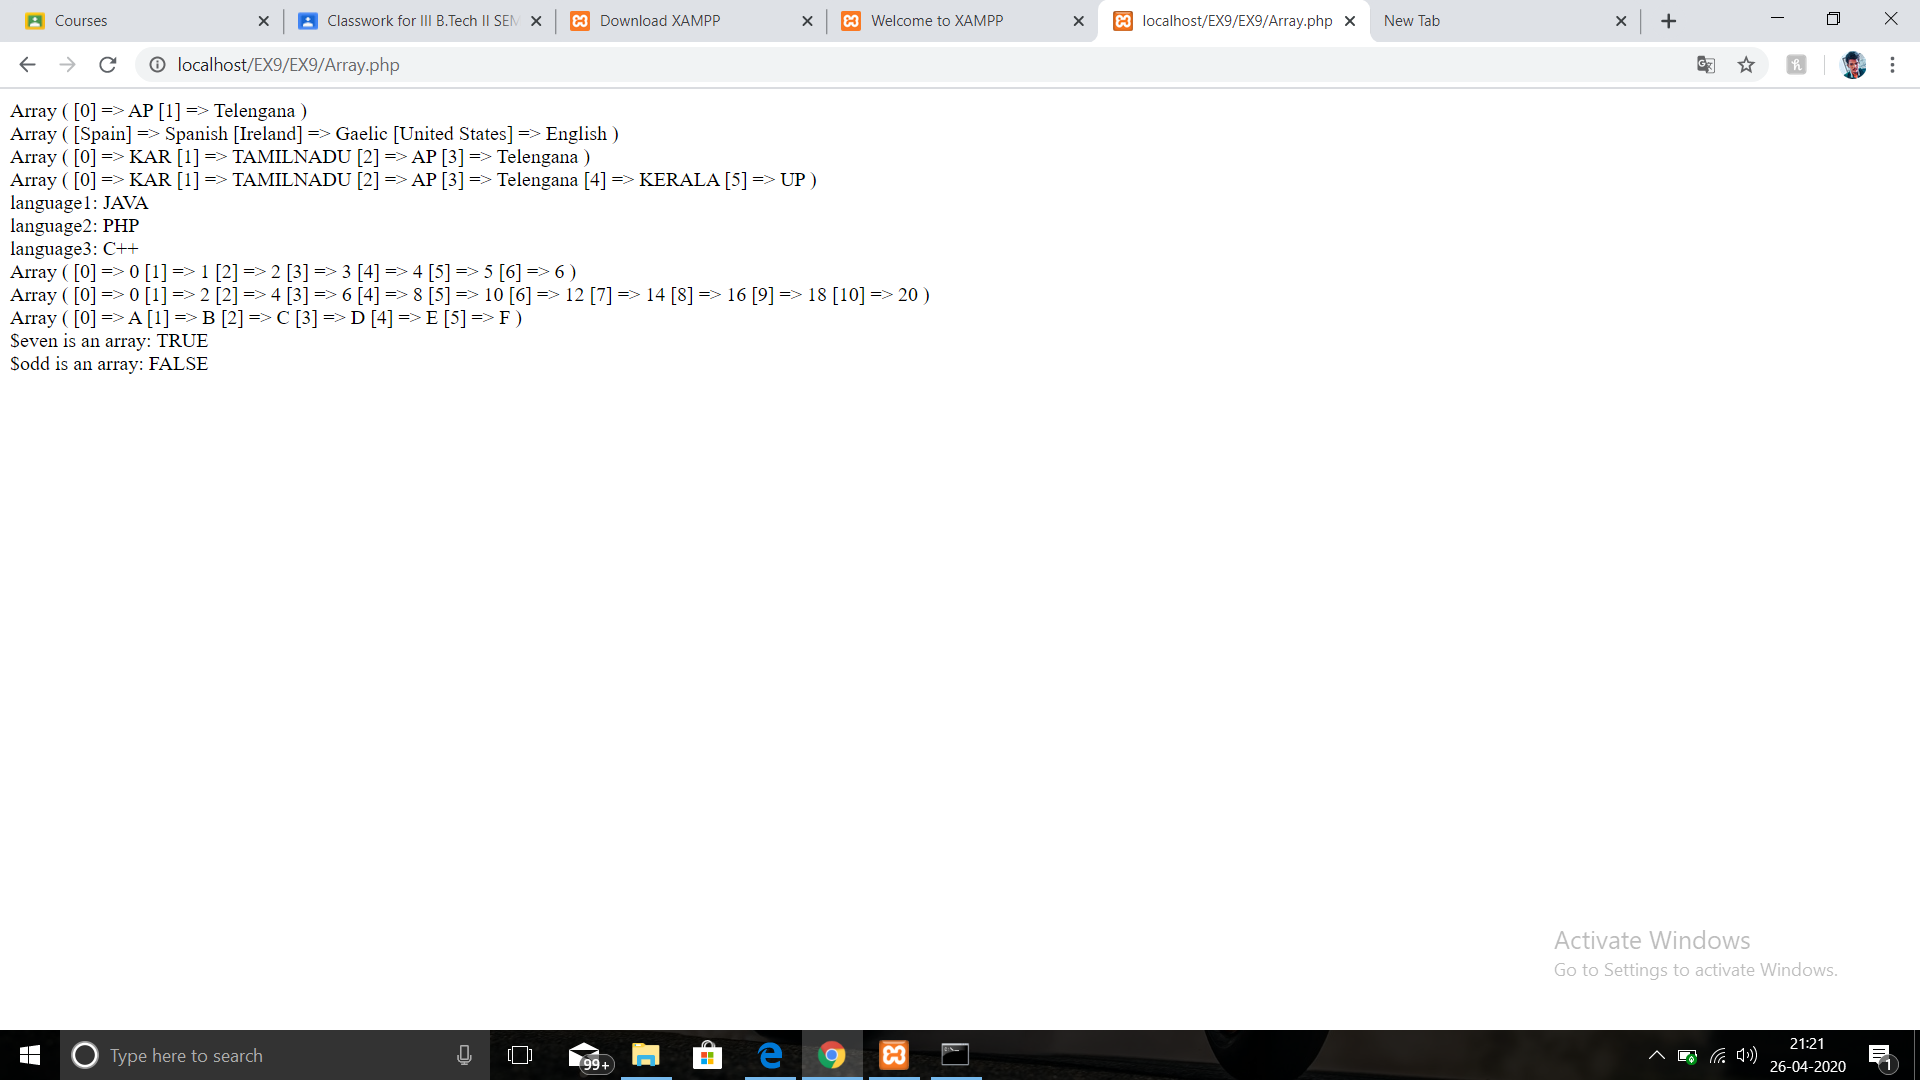 Courses
Classwork for III B.Tech II SEM
Download XAMPP
Welcome to XAMPP
localhost/EX9/EX9/Array.php
New Tab
localhost/EX9/EX9/Array.php
Array ( [0] => AP [1] => Telengana )
Array ( [Spain] => Spanish [Ireland] => Gaelic [United States] => English )
Array ( [0] => KAR [1] => TAMILNADU [2] => AP [3] => Telengana )
Array ( [0] => KAR [1] => TAMILNADU [2] => AP [3] => Telengana [4] => KERALA [5] => UP )
language1: JAVA
language2: PHP
language3: C++
Array ( [0] => 0 [1] => 1 [2] => 2 [3] => 3 [4] => 4 [5] => 5 [6] => 6 )
Array ( [0] => 0 [1] => 2 [2] => 4 [3] => 6 [4] => 8 [5] => 10 [6] => 12 [7] => 14 [8] => 16 [9] => 18 [10] => 20 )
Array ( [0] => A [1] => B [2] => C [3] => D [4] => E [5] => F )
$even is an array: TRUE
$odd is an array: FALSE
Activate Windows
Go to Settings to activate Windows.
Type here to search
99+
21:21
26-04-2020
1